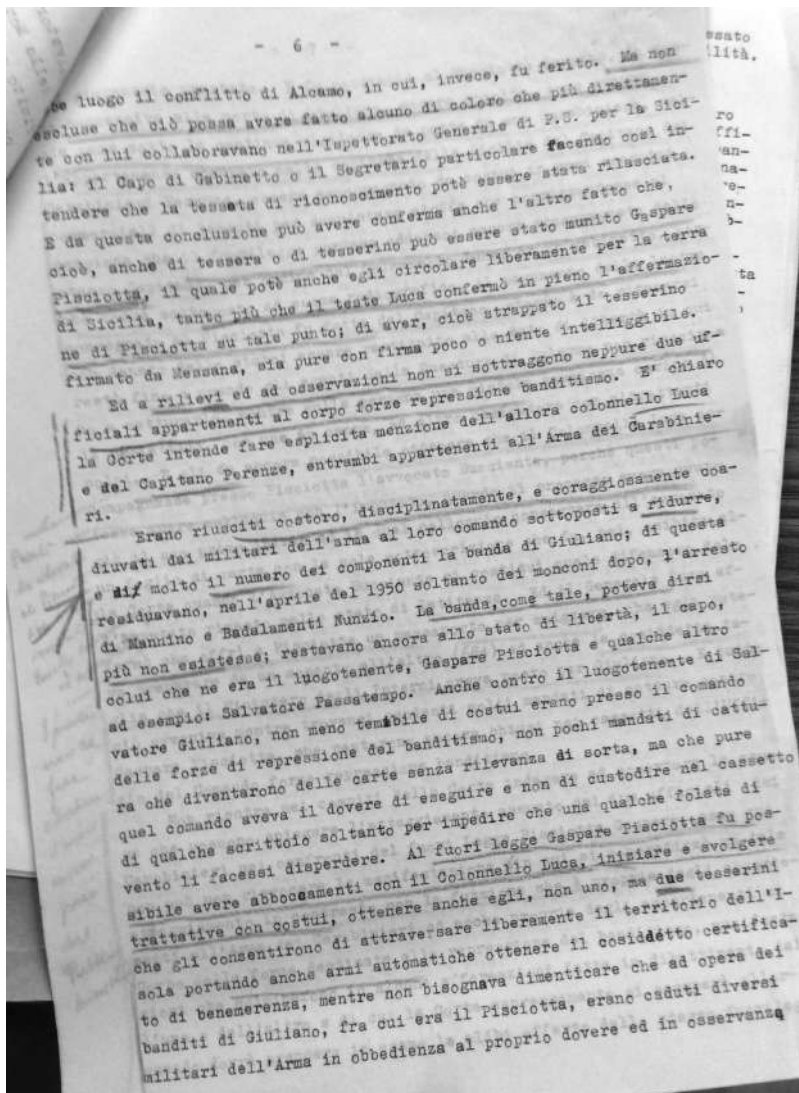 - 6 -
be luogo il conflitto di Alcamo, in cui, invece, fu ferito. Ma non
escluse che ciò possa avere fatto alcuno di coloro che più direttamen-
te con lui collaboravano nell'Ispettorato Generale di P.S. per la Sici-
lia: il Capo di Gabinetto o il Segretario particolare facendo così in-
tendere che la tessata di riconoscimento potè essere stata rilasciata.
E da questa conclusione può avere conferma anche l'altro fatto che,
cioè, anche di tessera o di tesserino può essere stato munito Gaspare
Pisciotta, il quale potè anche egli circolare liberamente per la terra
di Sicilia, tanto più che il teste Luca confermò in pieno l'affermazio-
ne di Pisciotta su tale punto; di aver, cioè strappato il tesserino
firmato da Messana, sia pure con firma poco o niente intelliggibile.
Ed a rilievi ed ad osservazioni non si sottraggono neppure due uf-
ficiali appartenenti al corpo forze repressione banditismo. E' chiaro
la Corte intende fare esplicita menzione dell'allora colonnello Luca
e del Capitano Perenze, entrambi appartenenti all'Arma dei Carabinie-
ri.
Erano riusciti costoro, disciplinatamente, e coraggiosamente coa-
diuvati dai militari dell'arma al loro comando sottoposti a ridurre,
e di molto il numero dei componenti la banda di Giuliano; di questa
residuavano, nell'aprile del 1950 soltanto dei monconi dopo, l'arresto
di Mannino e Badalamenti Nunzio. La banda,come tale, poteva dirsi
più non esistesse; restavano ancora allo stato di libertà, il capo,
colui che ne era il luogotenente, Gaspare Pisciotta e qualche altro
ad esempio: Salvatore Passatempo. Anche contro il luogotenente di Sal-
vatore Giuliano, non meno temibile di costui erano presso il comando
delle forze di repressione del banditismo, non pochi mandati di cattu-
ra che diventarono delle carte senza rilevanza di sorta, ma che pure
quel comando aveva il dovere di eseguire e non di custodire nel cassetto
di qualche scrittoio soltanto per impedire che una qualche folata di
vento li facessi disperdere. Al fuori legge Gaspare Pisciotta fu pos-
sibile avere abboccamenti con il Colonnello Luca, iniziare e svolgere
trattative con costui, ottenere anche egli, non uno, ma due tesserini
che gli consentirono di attraversare liberamente il territorio dell'I-
sola portando anche armi automatiche ottenere il cosiddetto certifica-
to di benemerenza, mentre non bisognava dimenticare che ad opera dei
banditi di Giuliano, fra cui era il Pisciotta, erano caduti diversi
militari dell'Arma in obbedienza al proprio dovere ed in osservanza